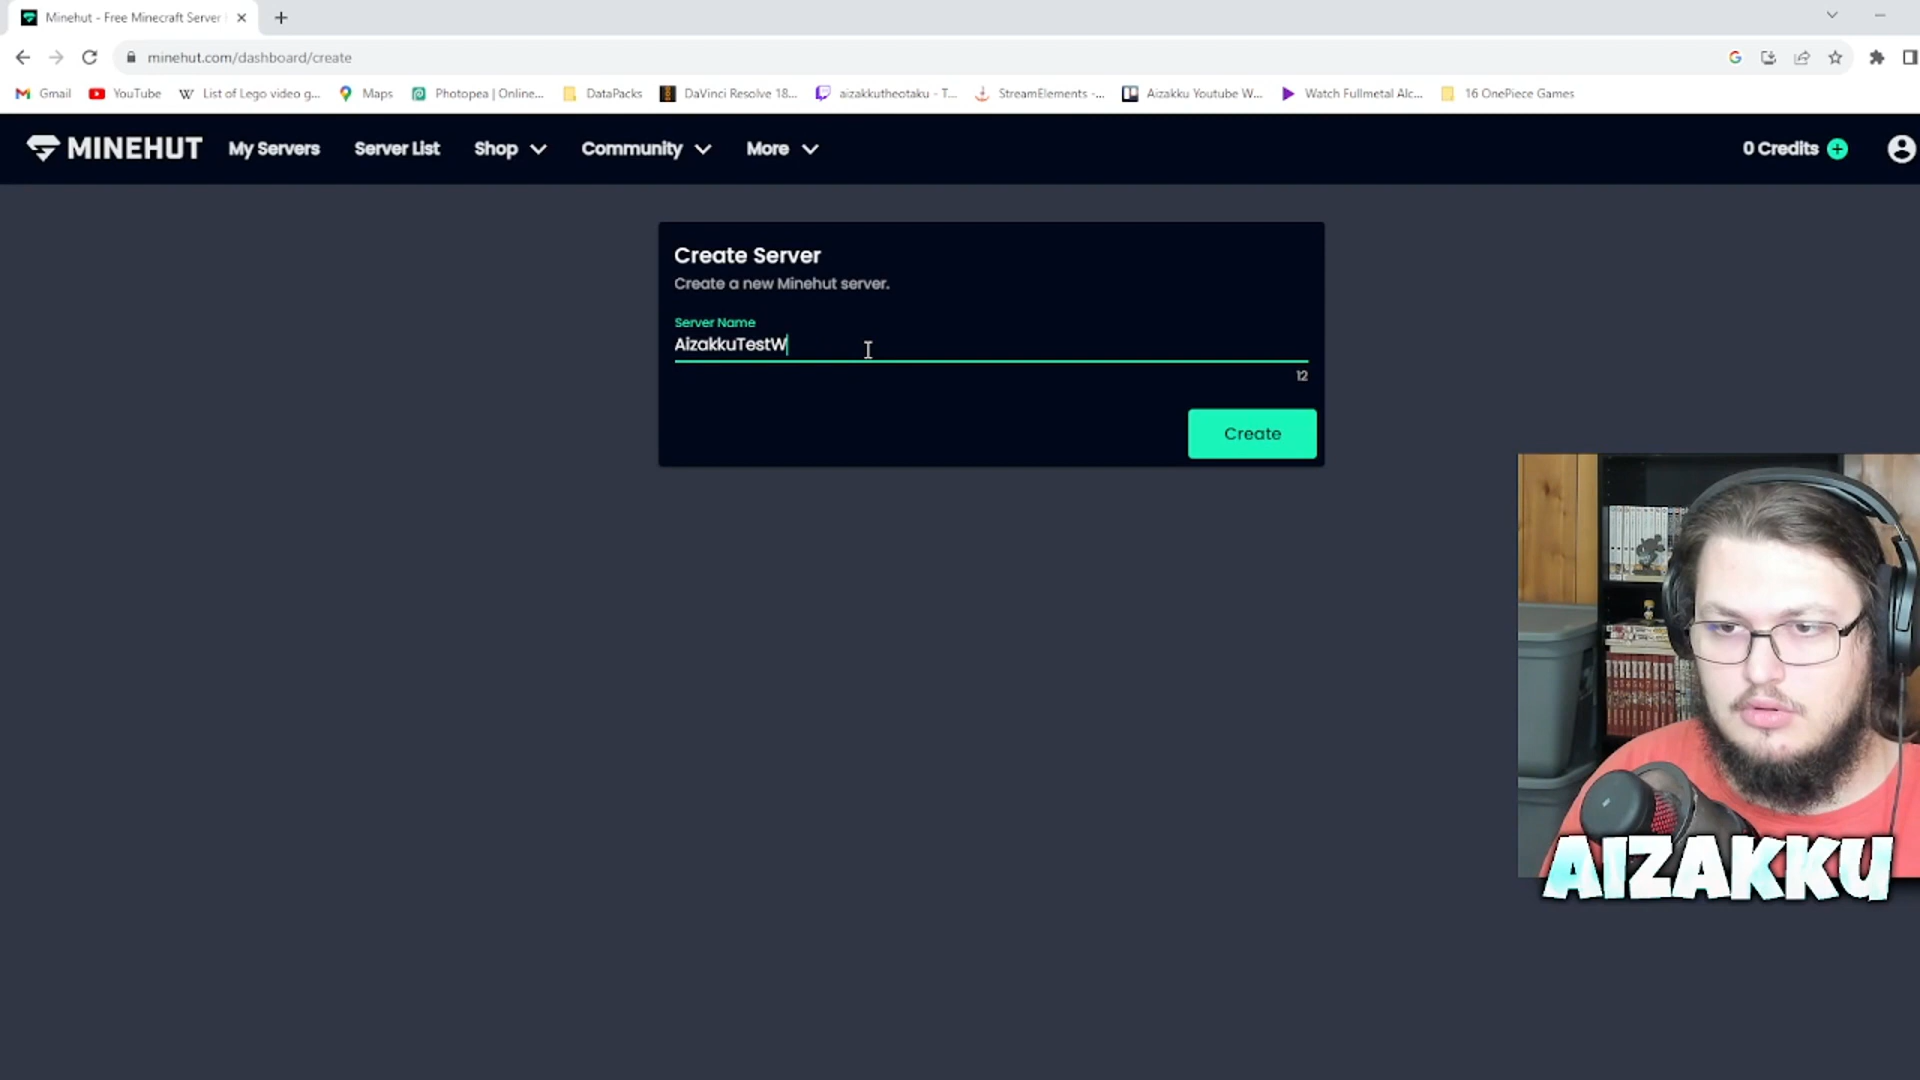 Minehut - Free Minecraft Server
minehut.com/dashboard/create
Gmail YouTube List of Lego video g... Maps Photopea | Online... DataPacks DaVinci Resolve 18... aizakkutheotaku - T... StreamElements -... Aizakku Youtube W... Watch Fullmetal Alc... 16 OnePiece Games
MINEHUT My Servers Server List Shop Community More 0 Credits
Create Server
Create a new Minehut server.
Server Name
AizakkuTestW
12
Create
AIZAKKU